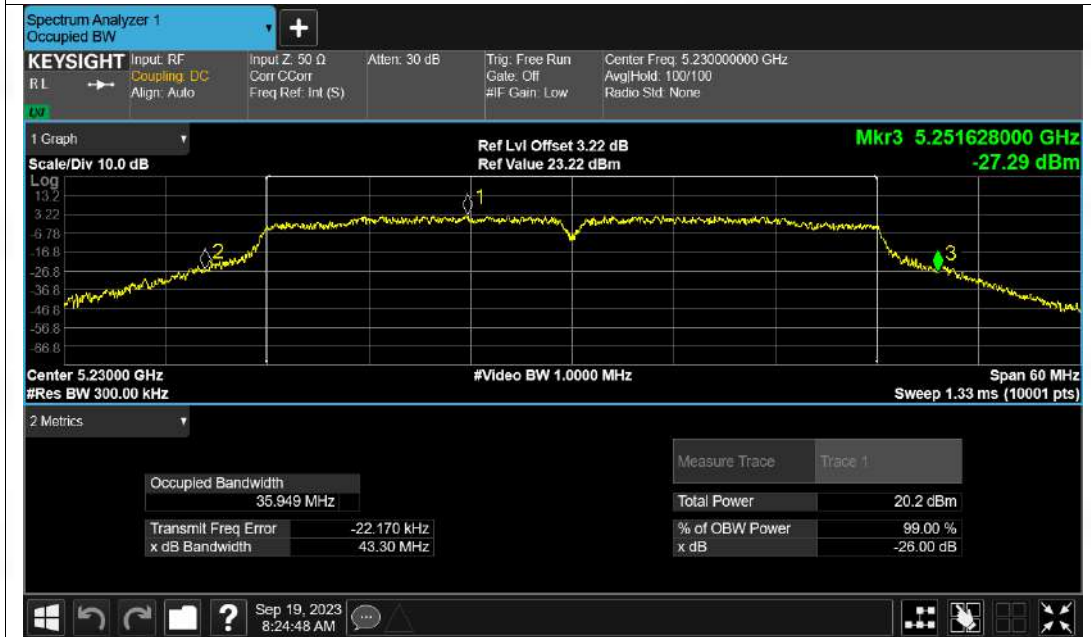 Spectrum Analyzer 1
Occupied BW
+
KEYSIGHT
R L
LXI
Input: RF
Coupling: DC
Align: Auto
Input Z: 50 Ω
Corr CCorr
Freq Ref: Int (S)
Atten: 30 dB
Trig: Free Run
Gate: Off
#IF Gain: Low
Center Freq: 5.230000000 GHz
Avg|Hold: 100/100
Radio Std: None
1 Graph
Scale/Div 10.0 dB
Ref Lvl Offset 3.22 dB
Ref Value 23.22 dBm
Mkr3 5.251628000 GHz
-27.29 dBm
Log
13.2
3.22
-6.78
-16.8
-26.8
-36.8
-46.8
-56.8
-66.8
1
2
3
Center 5.23000 GHz
#Video BW 1.0000 MHz
Span 60 MHz
#Res BW 300.00 kHz
Sweep 1.33 ms (10001 pts)
2 Metrics
Measure Trace Trace 1
Occupied Bandwidth
35.949 MHz
Total Power 20.2 dBm
Transmit Freq Error -22.170 kHz
% of OBW Power 99.00 %
x dB Bandwidth 43.30 MHz
x dB -26.00 dB
?
Sep 19, 2023
8:24:48 AM